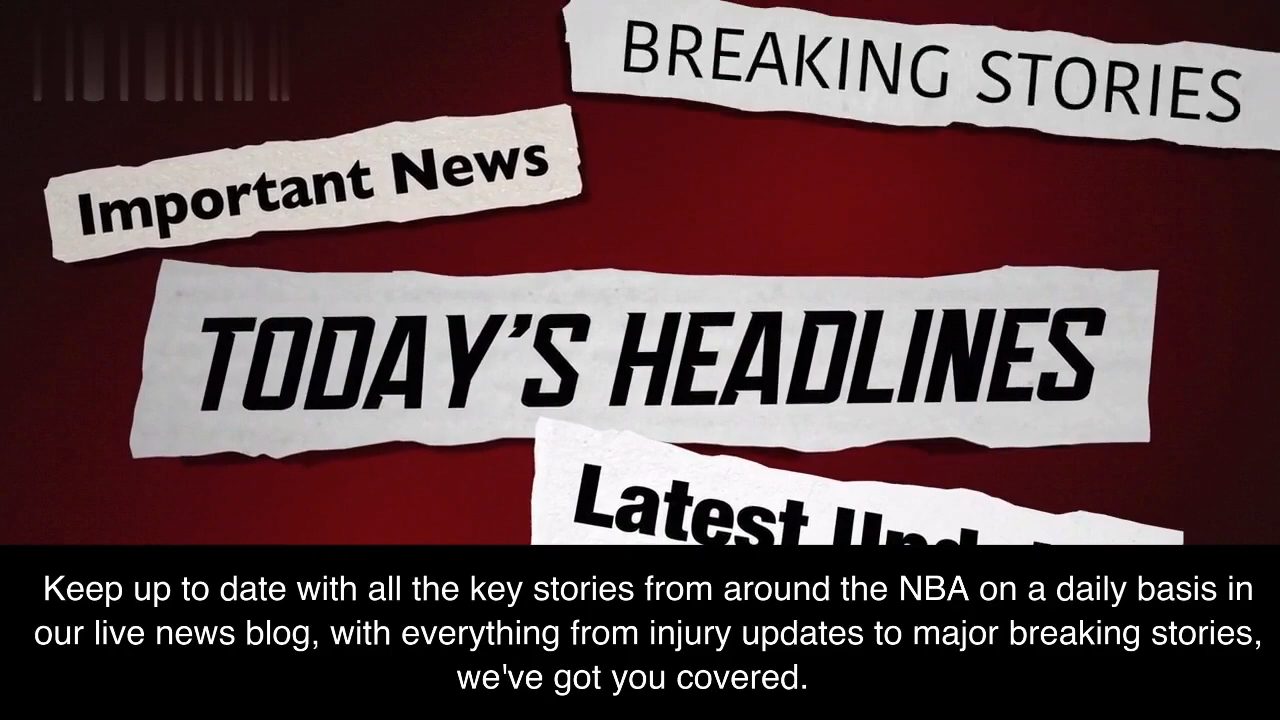 BREAKING STORIES
Important News
TODAY'S HEADLINES
Latest
Keep up to date with all the key stories from around the NBA on a daily basis in
our live news blog, with everything from injury updates to major breaking stories,
we've got you covered.